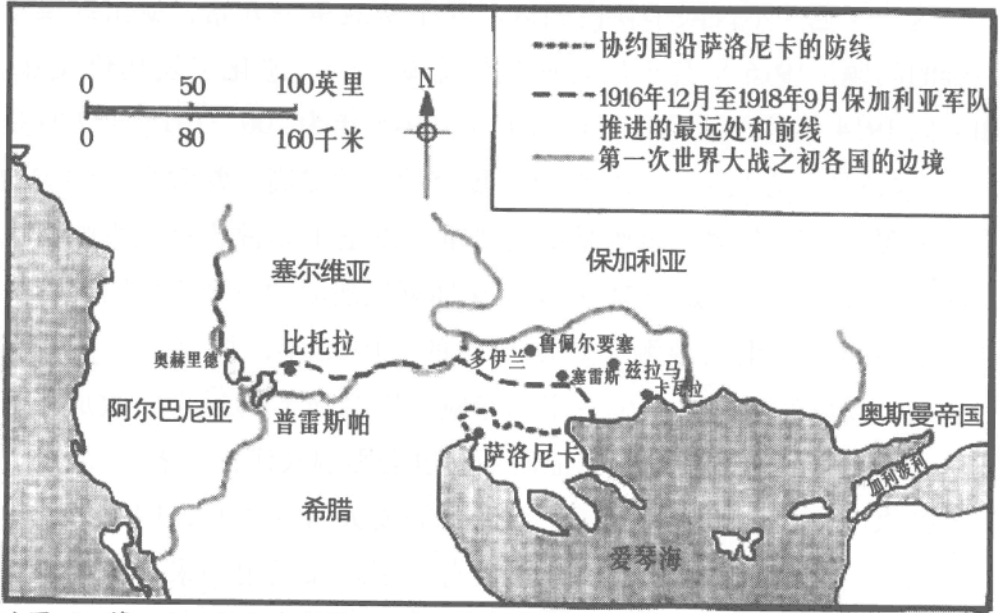 协约国沿萨洛尼卡的防线
1916年12月至1918年9月保加利亚军队
推进的最远处和前线
第一次世界大战之初各国的边境
0 50 100英里
0 80 160千米
N
塞尔维亚
保加利亚
奥赫里德
比托拉
多伊兰
鲁佩尔要塞
塞雷斯
兹拉马
卡瓦拉
阿尔巴尼亚
普雷斯帕
奥斯曼帝国
萨洛尼卡
加利波利
希腊
爱琴海